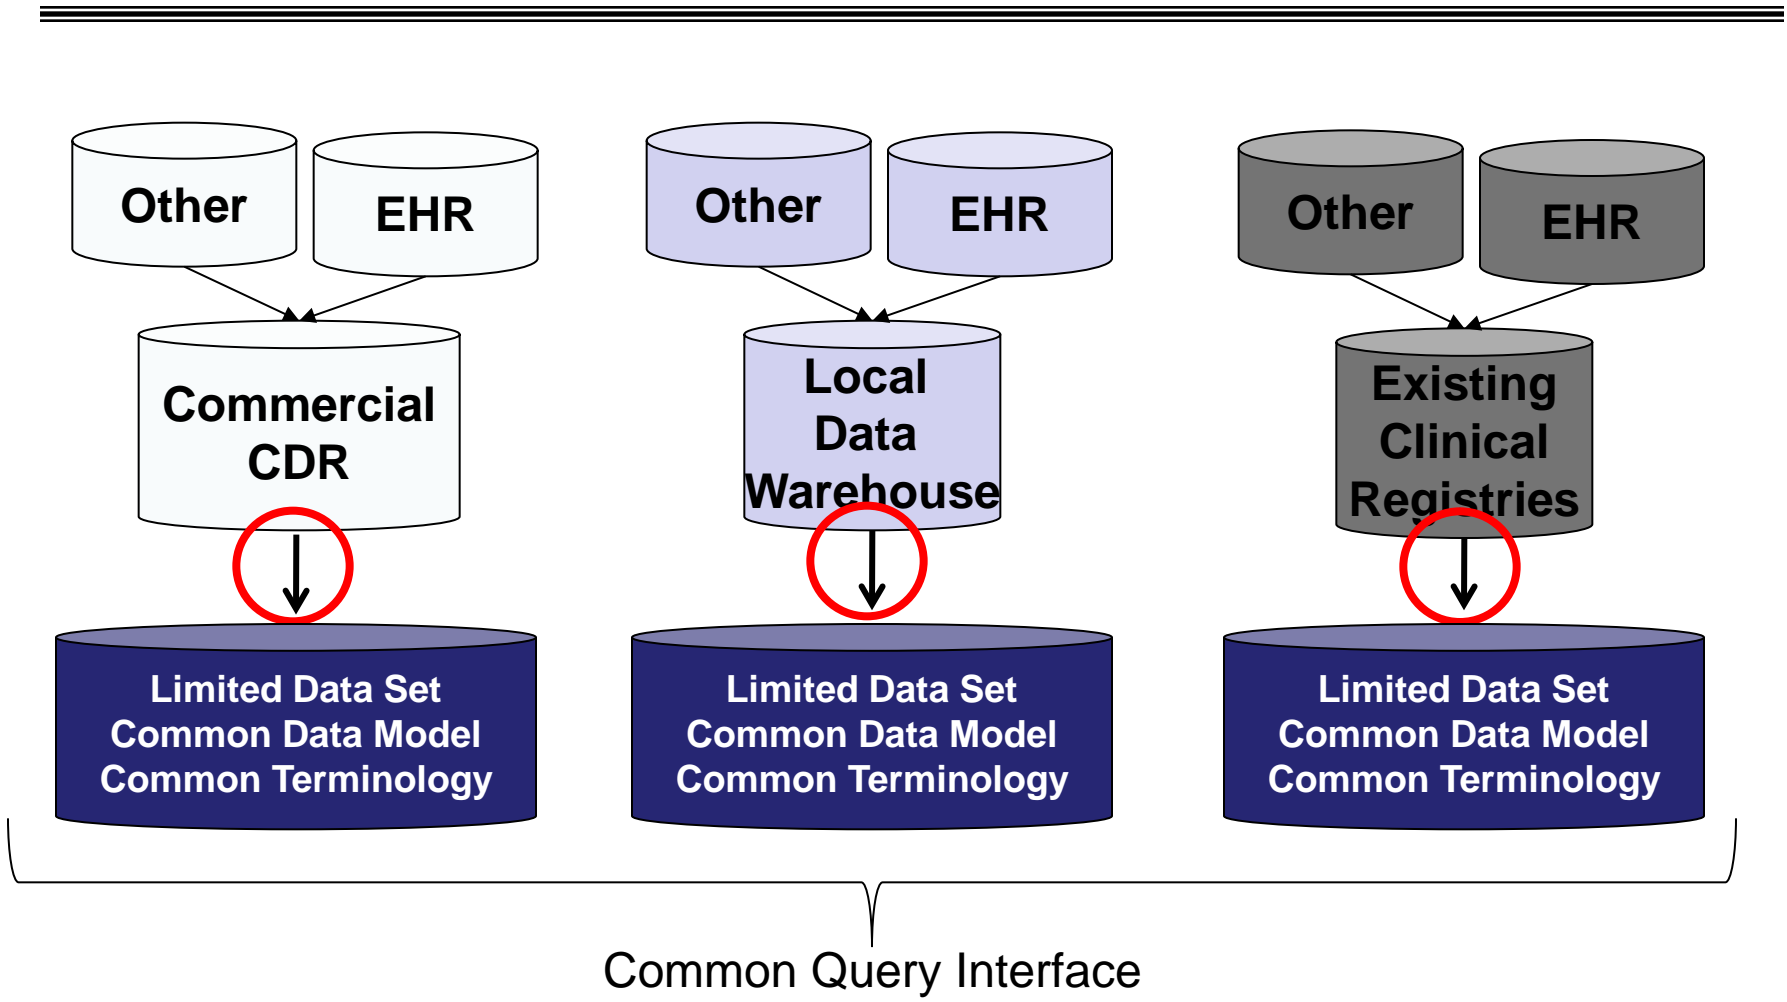 Other
EHR
Commercial
CDR
Limited Data Set
Common Data Model
Common Terminology
Other
EHR
Local
Data
Warehouse
Limited Data Set
Common Data Model
Common Terminology
Other
EHR
Existing
Clinical
Registries
Limited Data Set
Common Data Model
Common Terminology
Common Query Interface